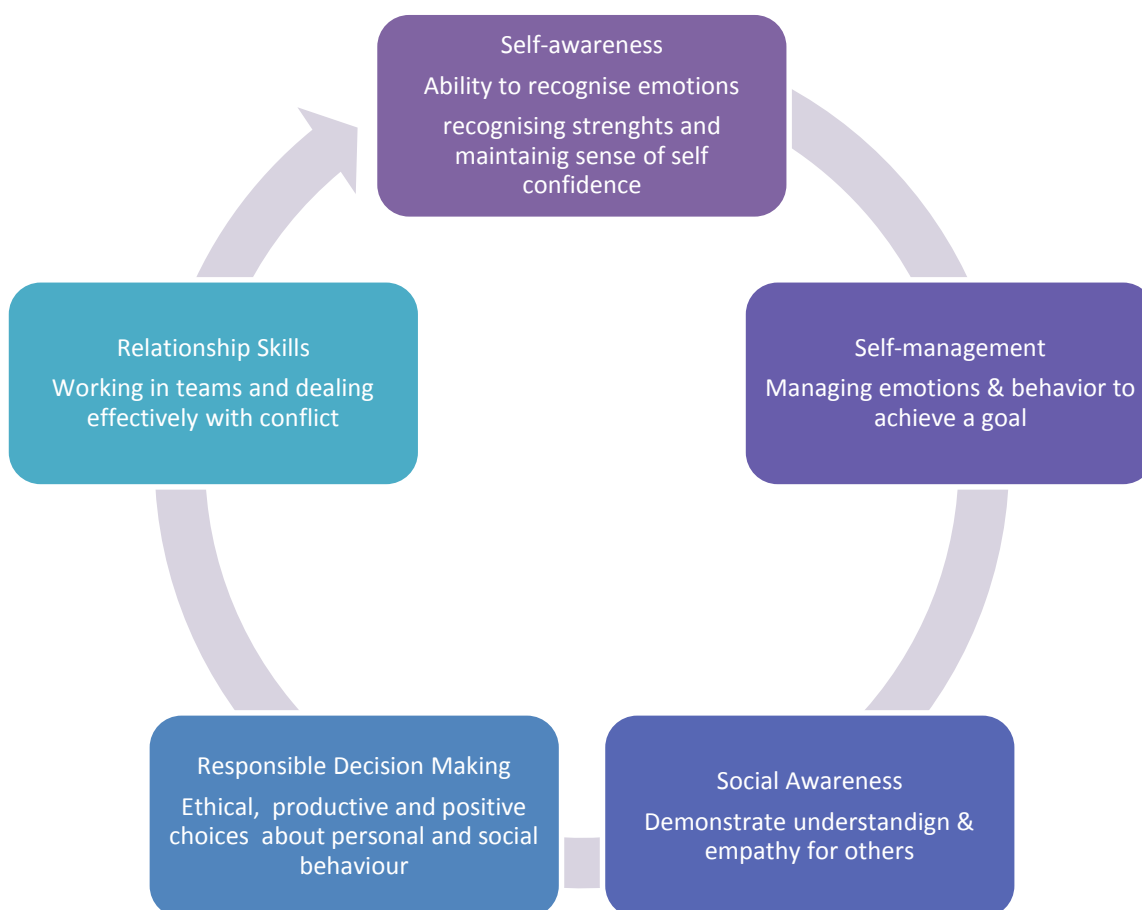 Self-awareness
Ability to recognise emotions
recognising strenghts and
maintainig sense of self
confidence
Self-management
Managing emotions & behavior to
achieve a goal
Social Awareness
Demonstrate understandign &
empathy for others
Responsible Decision Making
Ethical,  productive and positive
choices  about personal and social
behaviour
Relationship Skills
Working in teams and dealing
effectively with conflict